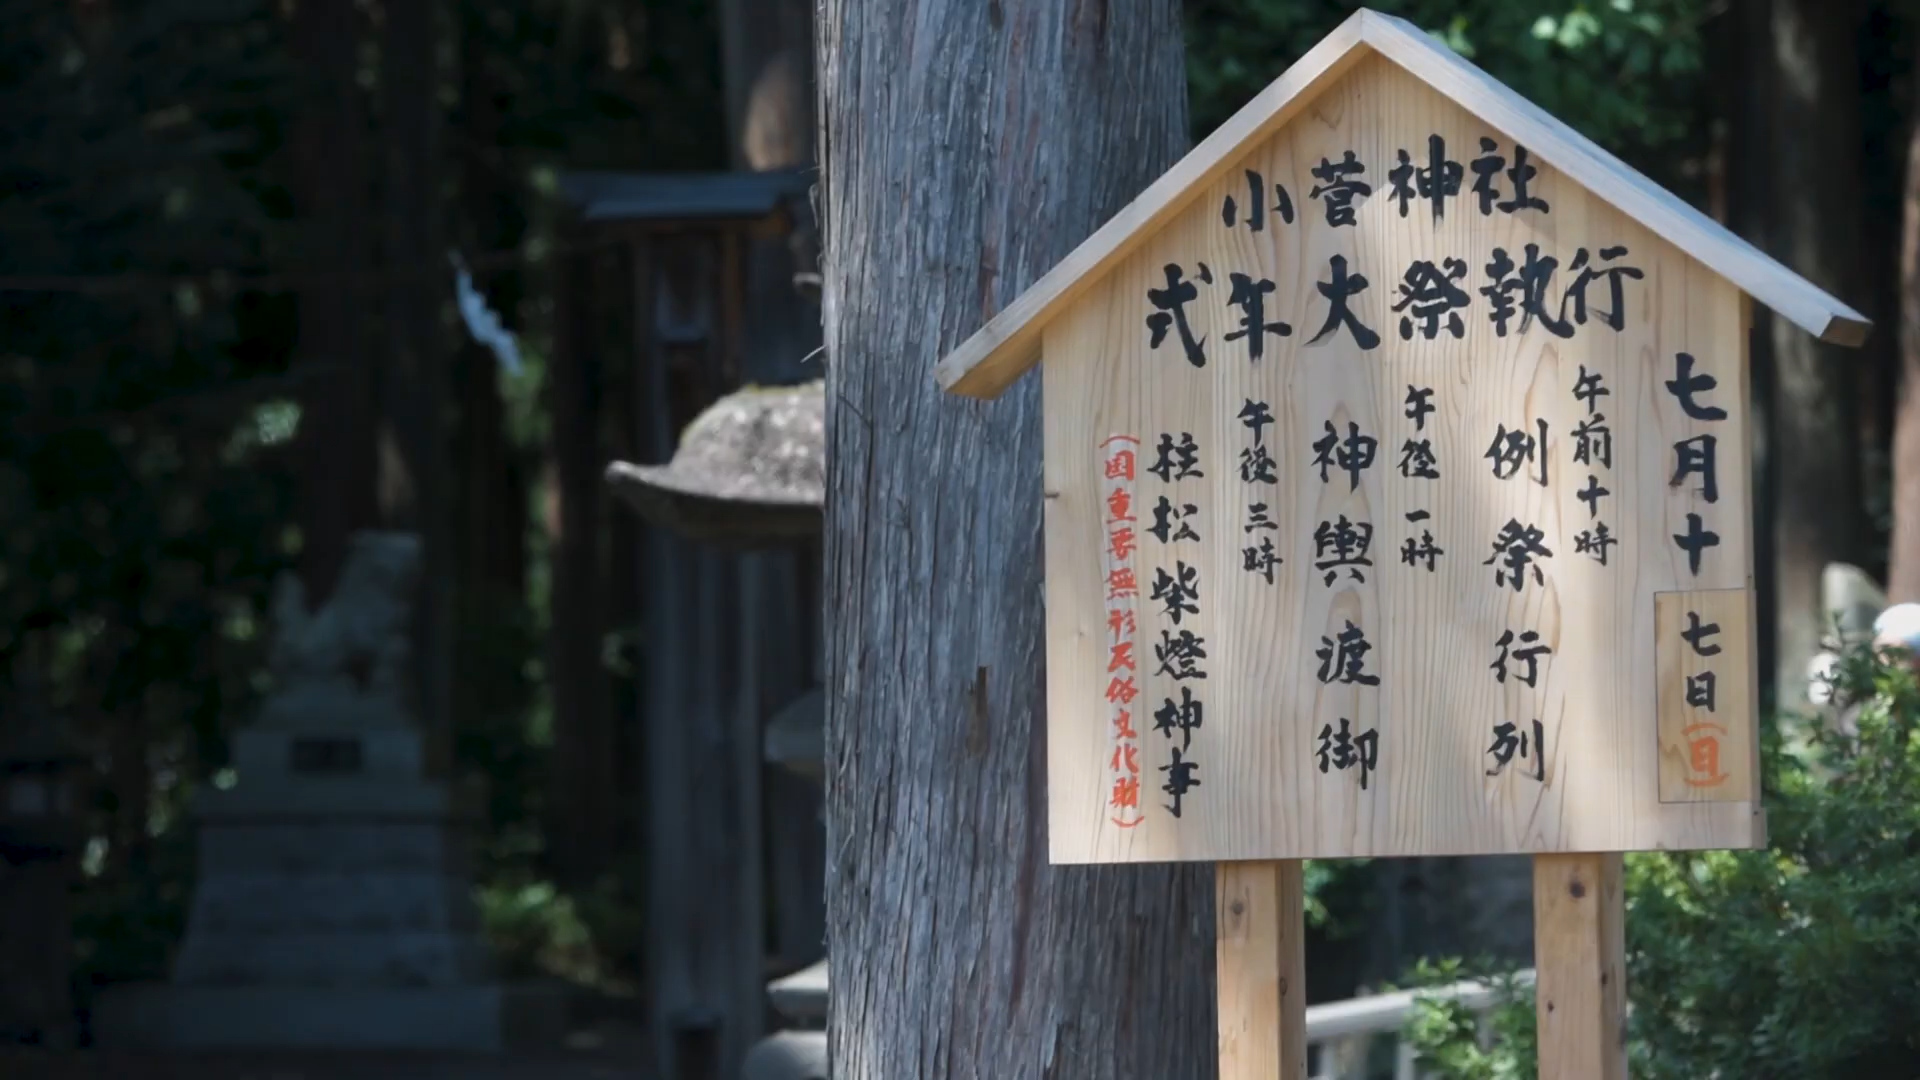 小菅神社
式年大祭執行
七月十七日(日)
午前十時
例祭行列
午後一時
神輿渡御
午後三時
柱松柴燈神事
(国重要無形民俗文化財)